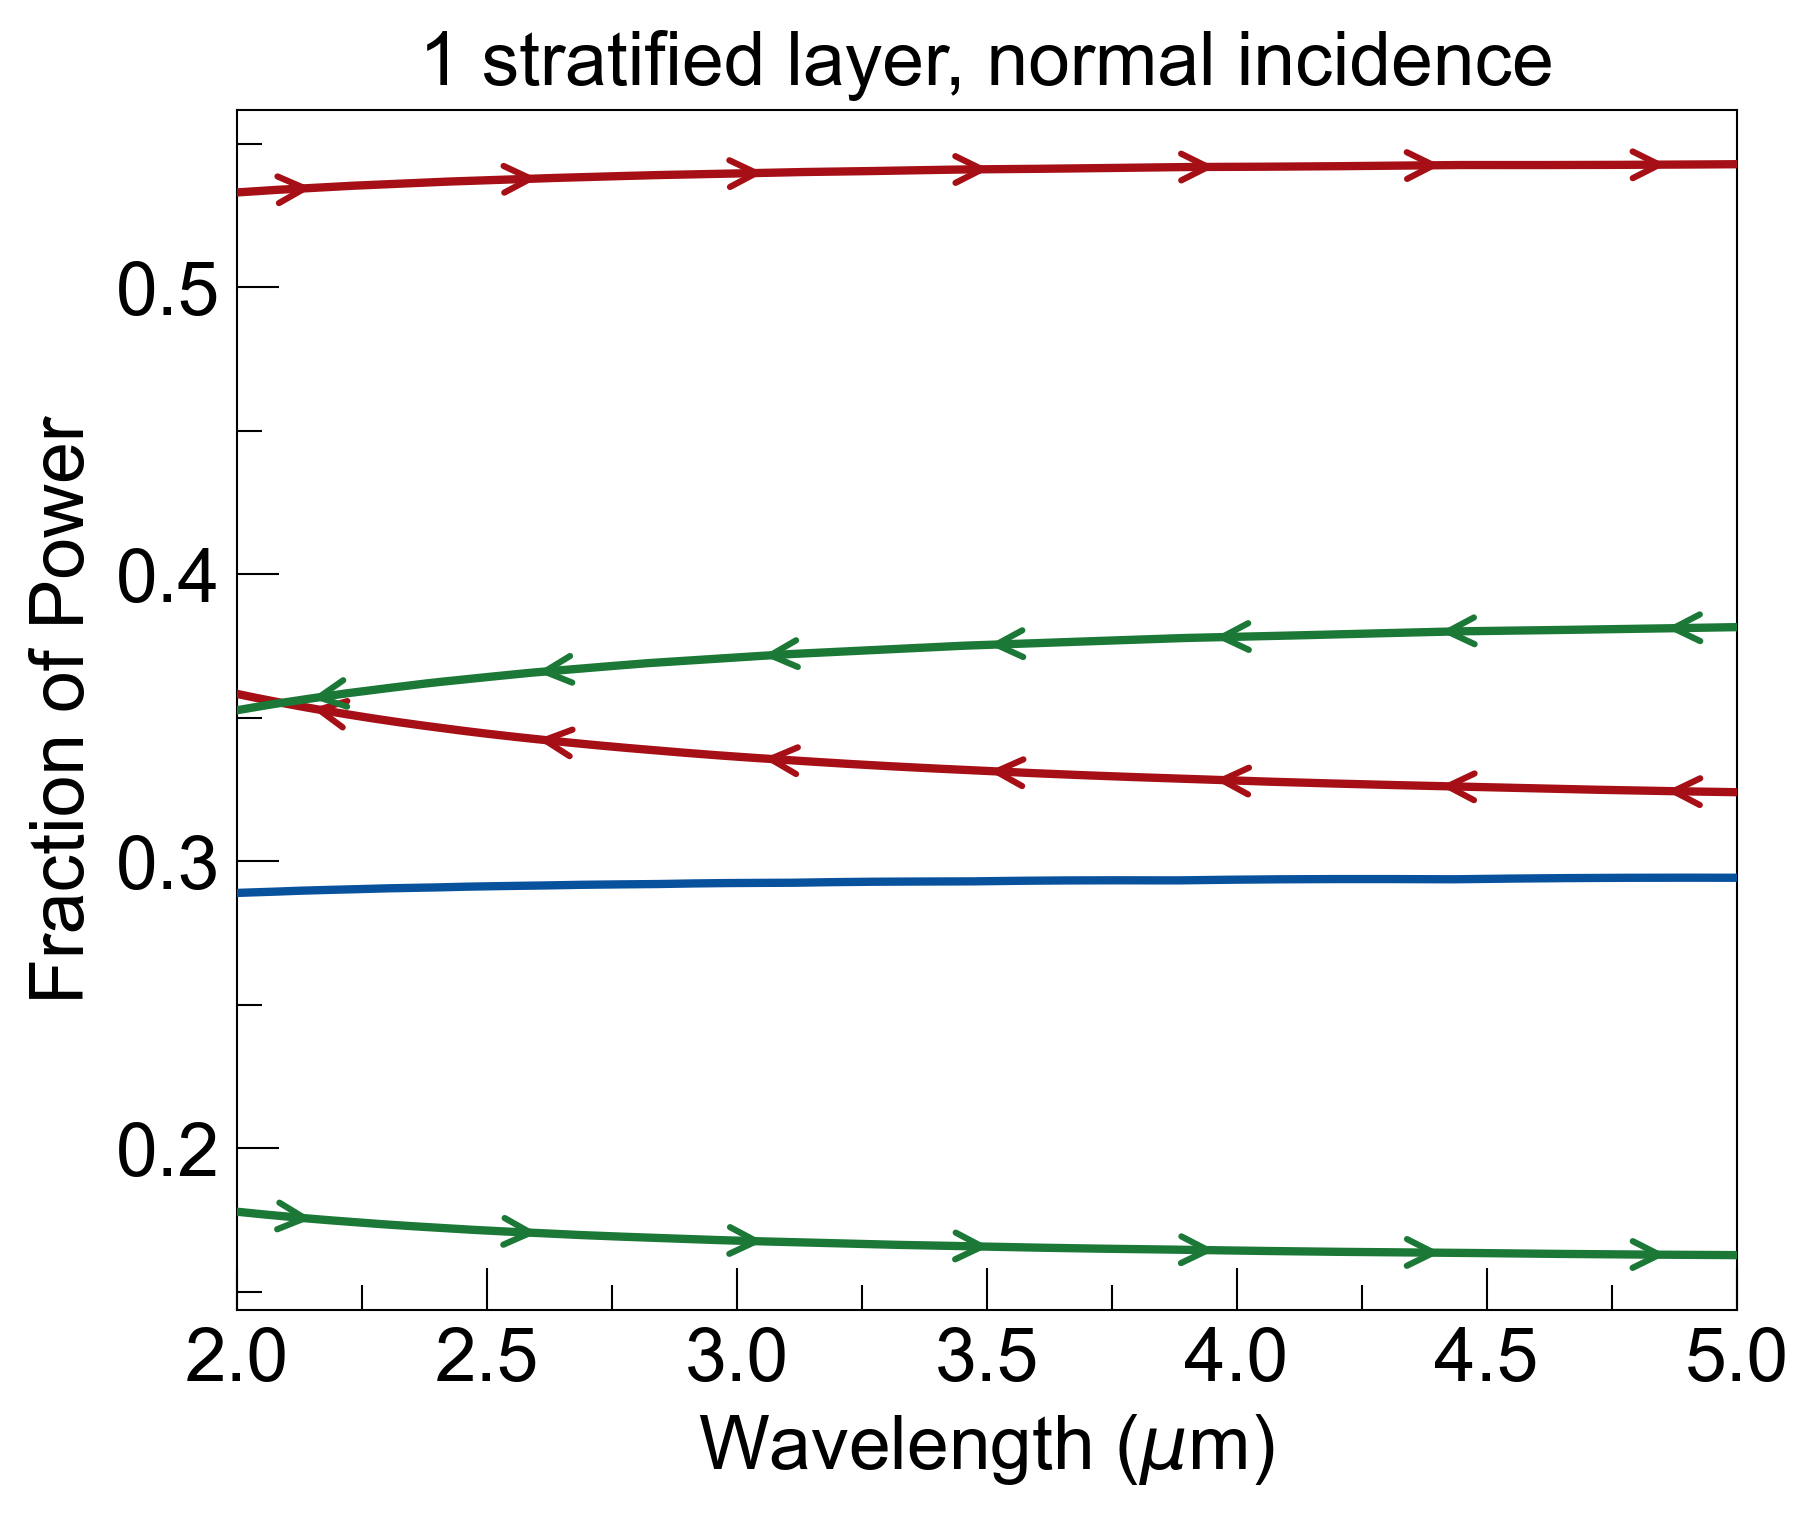 1 stratified layer, normal incidence
Fraction of Power
0.5
0.4
0.3
0.2
2.0 2.5 3.0 3.5 4.0 4.5 5.0
Wavelength (μm)